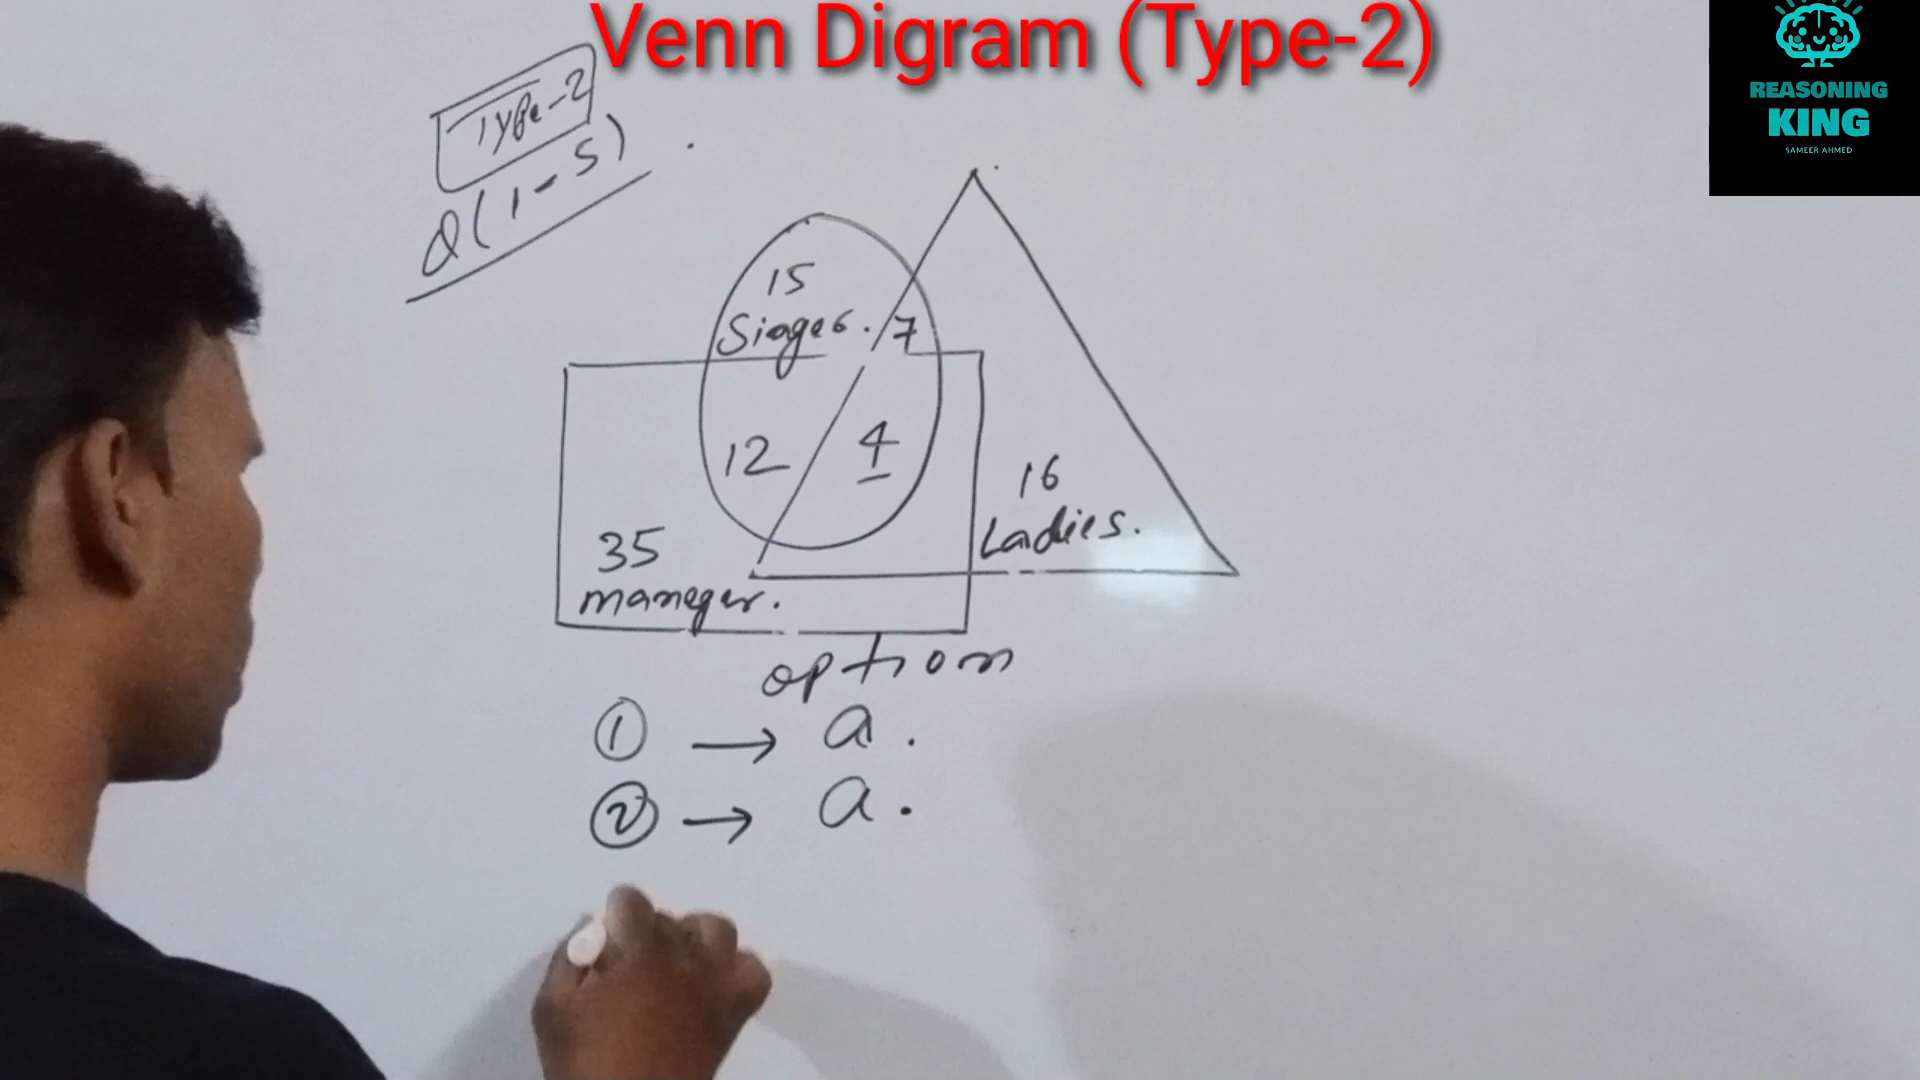 Venn Digram (Type-2)
REASONING
KING
SAMEER AHMED
Type-2
Q(1-5)
15
Singer.
7
12
4
16
Ladies.
35
maneger.
option
① → a.
② → a.